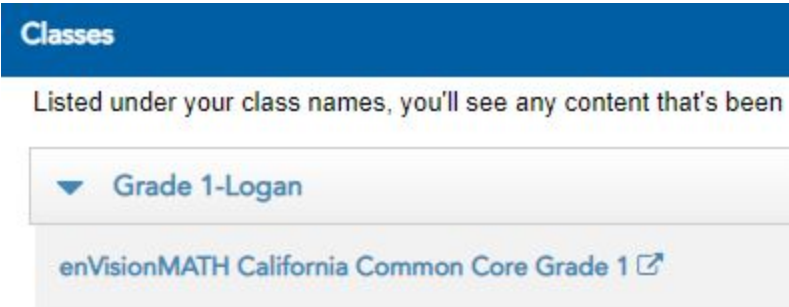 Classes
Listed under your class names, you'll see any content that's been
Grade 1-Logan
enVisionMATH California Common Core Grade 1